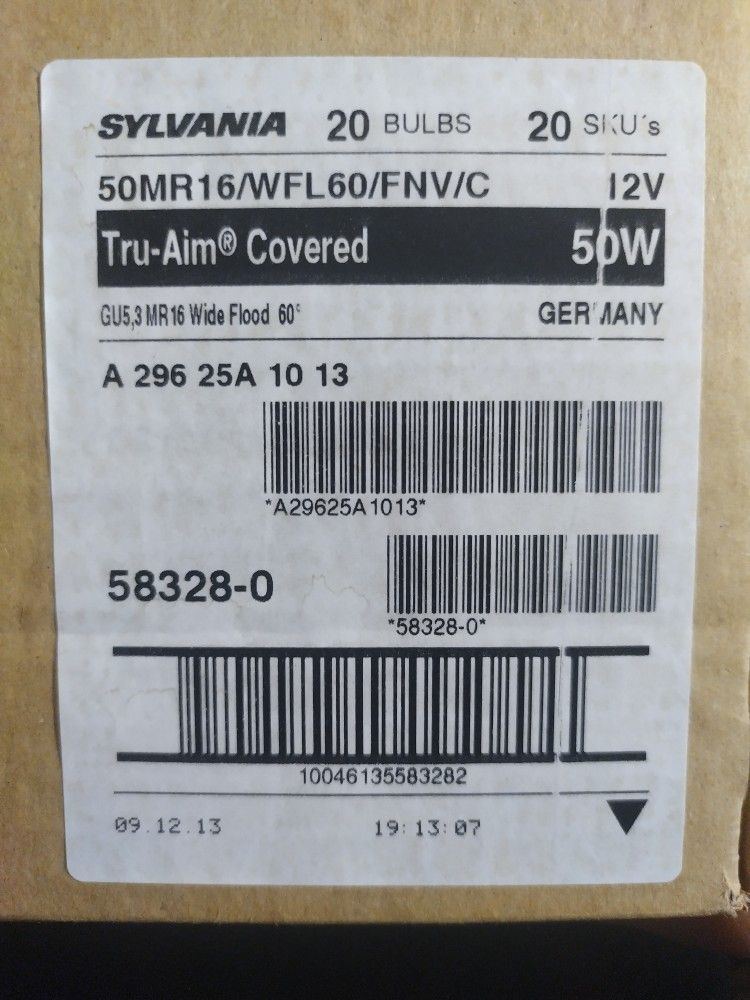 SYLVANIA 20 BULBS 20 SKU's
50MR16/WFL60/FNV/C 12V
Tru-Aim® Covered 50W
GU5,3 MR16 Wide Flood 60° GERMANY
A 296 25A 10 13
*A29625A1013*
58328-0
*58328-0*
10046135583282
09.12.13 19:13:07